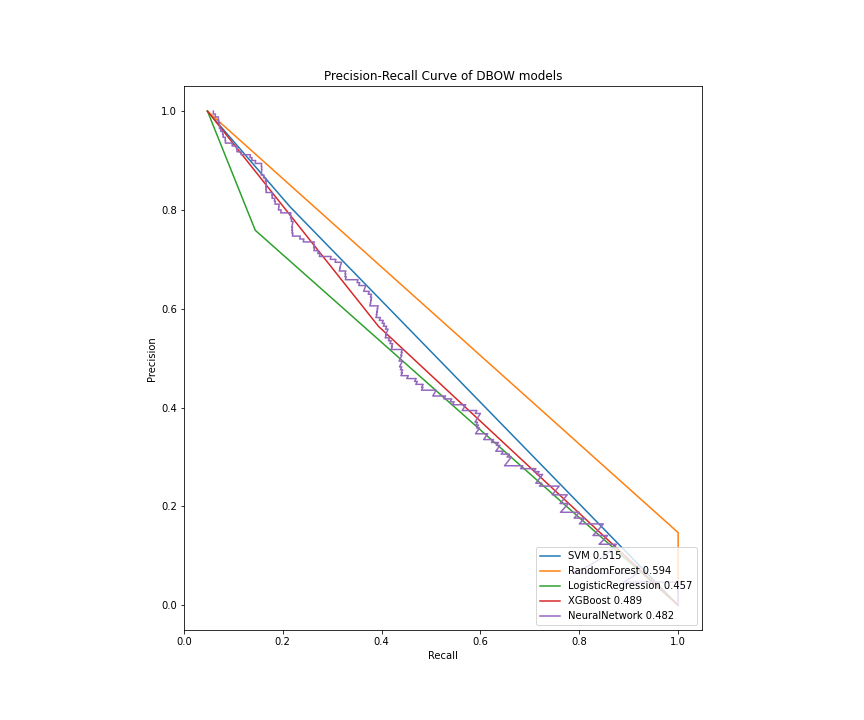 Precision-Recall Curve of DBOW models
Precision
1.0
0.8
0.6
0.4
0.2
0.0
SVM 0.515
RandomForest 0.594
LogisticRegression 0.457
XGBoost 0.489
NeuralNetwork 0.482
0.0 0.2 0.4 0.6 0.8 1.0
Recall